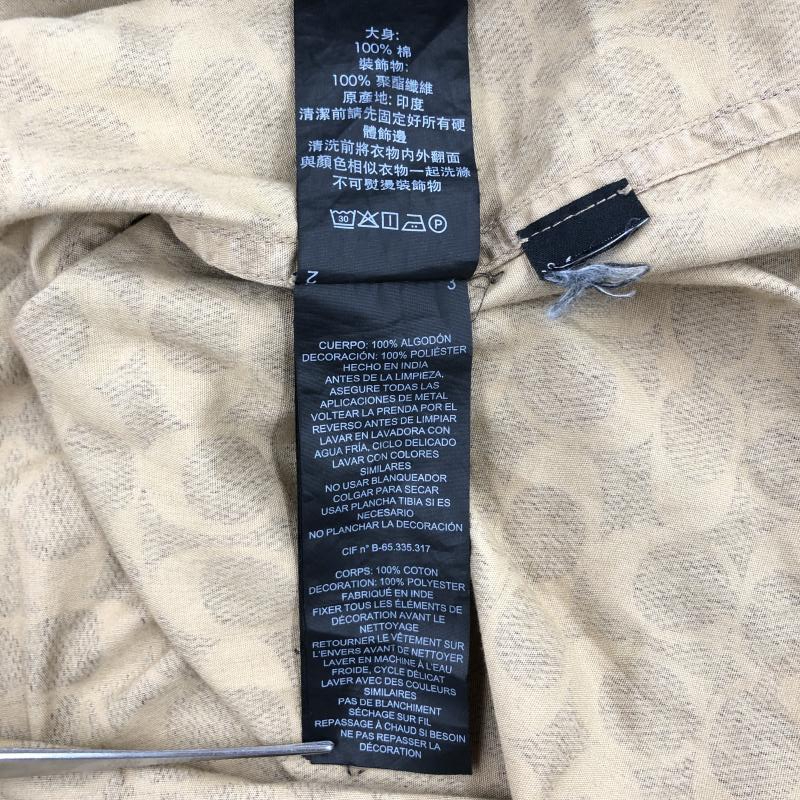 大身:
100% 棉
裝飾物:
100% 聚酯纖維
原產地: 印度
清潔前請先固定好所有硬
體飾邊
清洗前將衣物内外翻面
與顏色相似衣物一起洗滌
不可熨燙裝飾物
30 P
2
3
CUERPO: 100% ALGODÓN
DECORACIÓN: 100% POLIÉSTER
HECHO EN INDIA
ANTES DE LA LIMPIEZA,
ASEGURE TODAS LAS
APLICACIONES DE METAL
VOLTEAR LA PRENDA POR EL
REVERSO ANTES DE LIMPIAR
LAVAR EN LAVADORA CON
AGUA FRÍA, CICLO DELICADO
LAVAR CON COLORES
SIMILARES
NO USAR BLANQUEADOR
COLGAR PARA SECAR
USAR PLANCHA TIBIA SI ES
NECESARIO
NO PLANCHAR LA DECORACIÓN
CIF n° B-65.335.317
CORPS: 100% COTON
DECORATION: 100% POLYESTER
FABRIQUÉ EN INDE
FIXER TOUS LES ÉLÉMENTS DE
DÉCORATION AVANT LE
NETTOYAGE
RETOURNER LE VÊTEMENT SUR
L'ENVERS AVANT DE NETTOYER
LAVER EN MACHINE À L'EAU
FROIDE, CYCLE DÉLICAT
LAVER AVEC DES COULEURS
SIMILAIRES
PAS DE BLANCHIMENT
SÉCHAGE SUR FIL
REPASSAGE À CHAUD SI BESOIN
NE PAS REPASSER LA
DÉCORATION